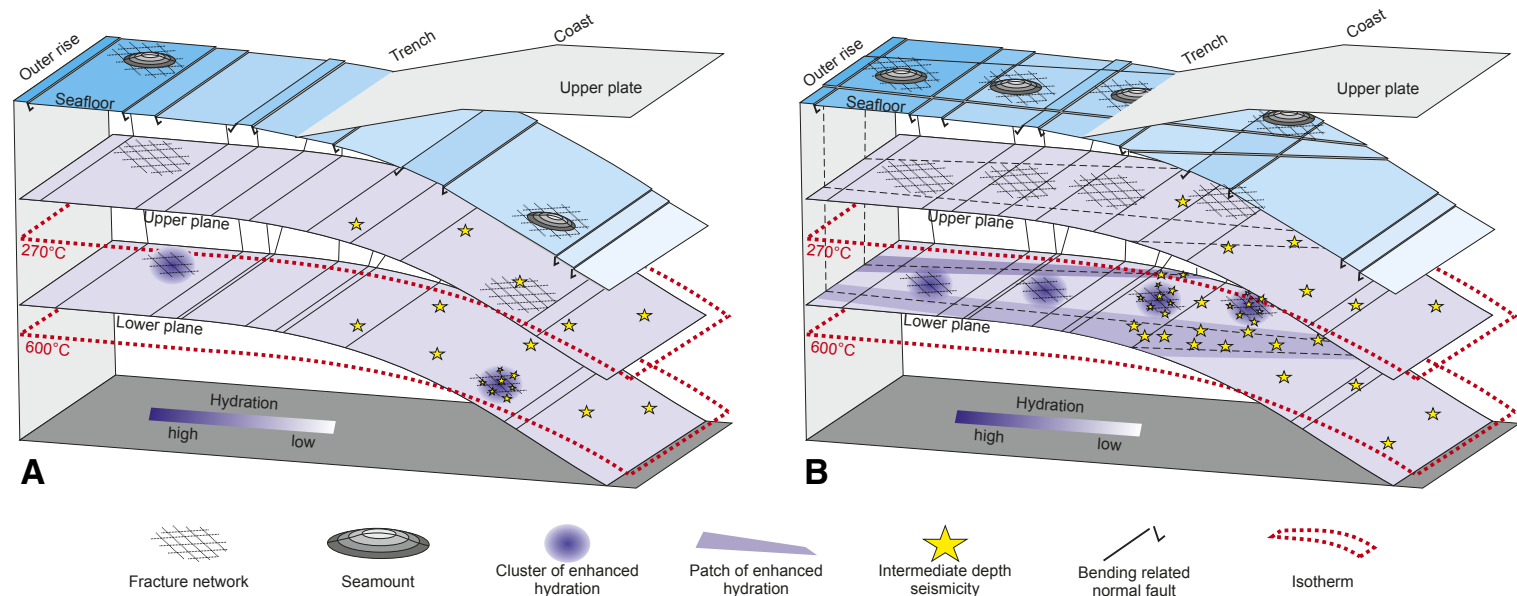 Outer rise
Trench
Coast
Seafloor
Upper plate
Upper plane
270°C
Lower plane
600°C
Hydration
high
low
A
Outer rise
Trench
Coast
Seafloor
Upper plate
Upper plane
270°C
Lower plane
600°C
Hydration
high
low
B
Fracture network
Seamount
Cluster of enhanced
hydration
Patch of enhanced
hydration
Intermediate depth
seismicity
Bending related
normal fault
Isotherm